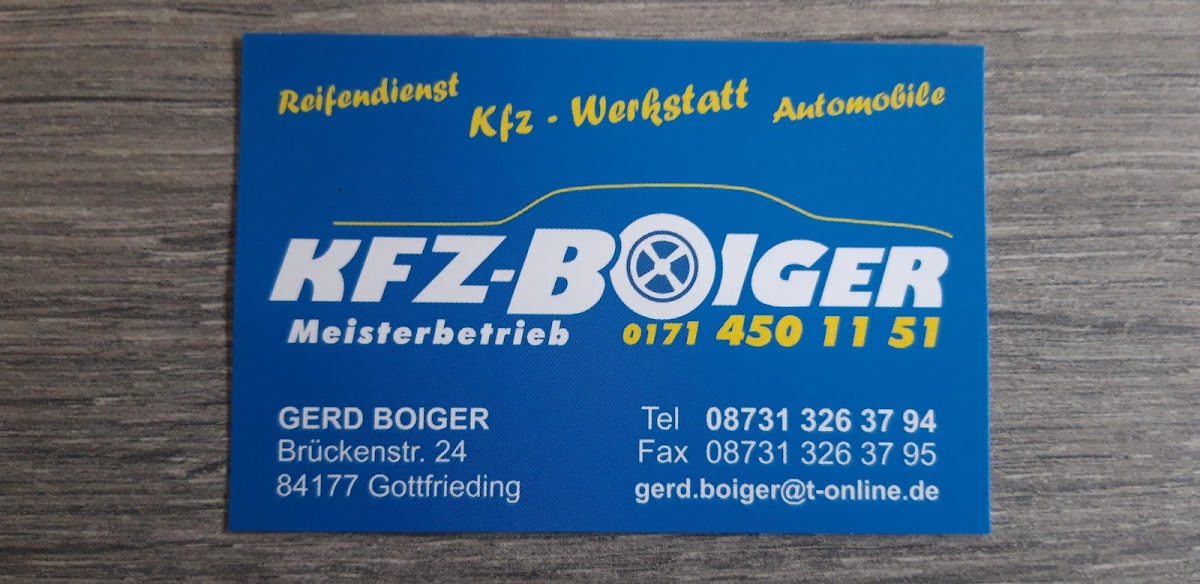 Reifendienst Kfz - Werkstatt Automobile
KFZ-BOIGER
Meisterbetrieb 0171 450 11 51
GERD BOIGER
Brückenstr. 24
84177 Gottfrieding
Tel 08731 326 37 94
Fax 08731 326 37 95
gerd.boiger@t-online.de